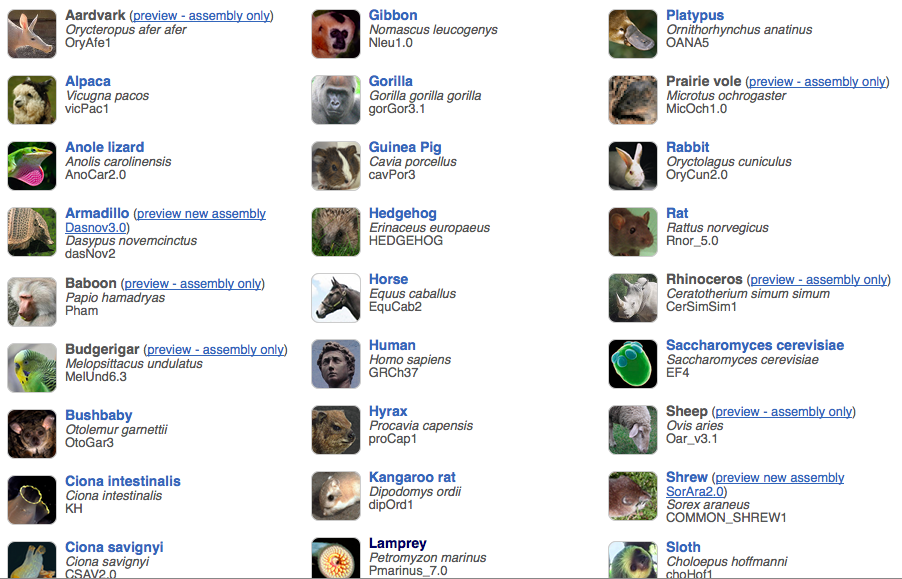 Aardvark (preview - assembly only)
Orycteropus afer afer
OryAfe1
Alpaca
Vicugna pacos
vicPac1
Anole lizard
Anolis carolinensis
AnoCar2.0
Armadillo (preview new assembly
Dasnov3.0)
Dasypus novemcinctus
dasNov2
Baboon (preview - assembly only)
Papio hamadryas
Pham
Budgerigar (preview - assembly only)
Melopsittacus undulatus
MelUnd6.3
Bushbaby
Otolemur garnettii
OtoGar3
Ciona intestinalis
Ciona intestinalis
KH
Ciona savignyi
Ciona savignyi
CSAV2.0
Gibbon
Nomascus leucogenys
Nleu1.0
Gorilla
Gorilla gorilla gorilla
gorGor3.1
Guinea Pig
Cavia porcellus
cavPor3
Hedgehog
Erinaceus europaeus
HEDGEHOG
Horse
Equus caballus
EquCab2
Human
Homo sapiens
GRCh37
Hyrax
Procavia capensis
proCap1
Kangaroo rat
Dipodomys ordii
dipOrd1
Lamprey
Petromyzon marinus
Pmarinus_7.0
Platypus
Ornithorhynchus anatinus
OANA5
Prairie vole (preview - assembly only)
Microtus ochrogaster
MicOch1.0
Rabbit
Oryctolagus cuniculus
OryCun2.0
Rat
Rattus norvegicus
Rnor_5.0
Rhinoceros (preview - assembly only)
Ceratotherium simum simum
CerSimSim1
Saccharomyces cerevisiae
Saccharomyces cerevisiae
EF4
Sheep (preview - assembly only)
Ovis aries
Oar_v3.1
Shrew (preview new assembly
SorAra2.0)
Sorex araneus
COMMON_SHREW1
Sloth
Choloepus hoffmanni
choHof1